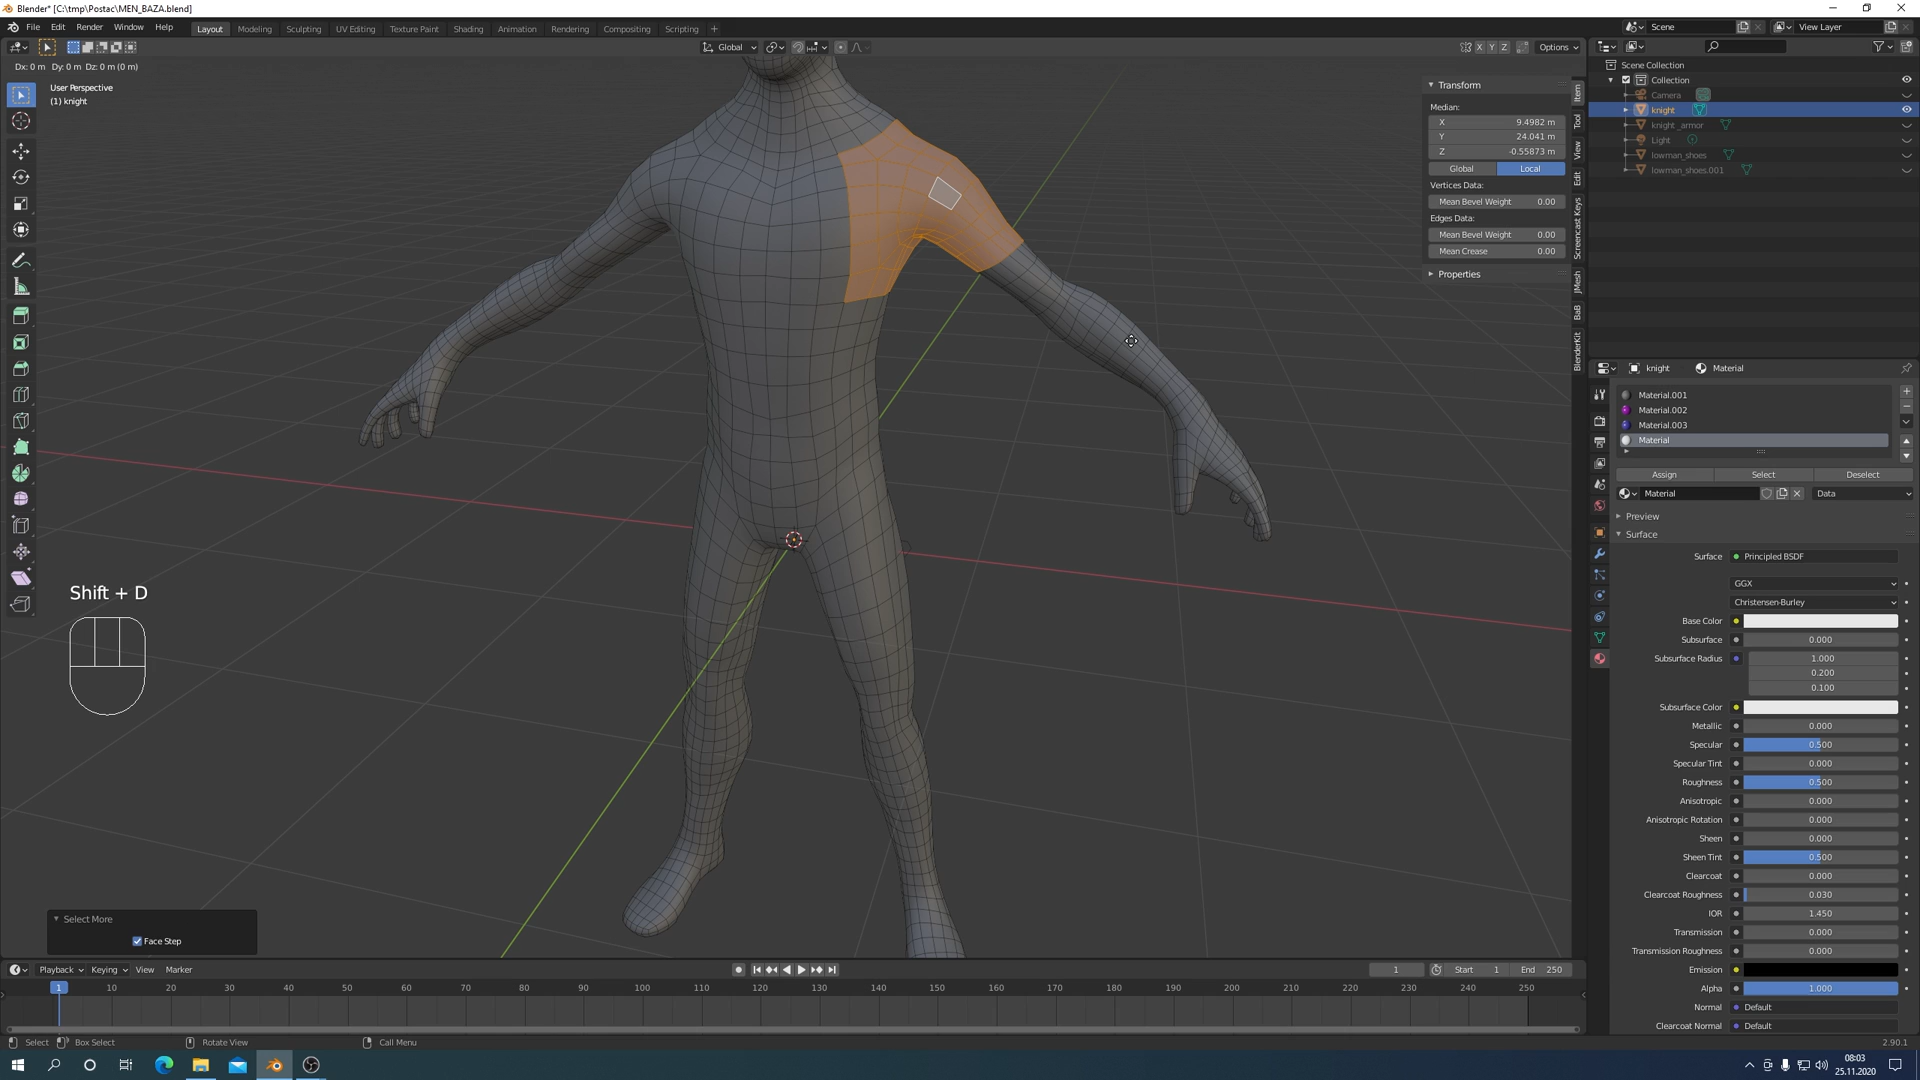 Blender* [C:\tmp\Postac\MEN_BAZA.blend]
File Edit Render Window Help
Layout Modeling Sculpting UV Editing Texture Paint Shading Animation Rendering Compositing Scripting +
Scene
View Layer
Global
X Y Z
Options
Dx: 0 m Dy: 0 m Dz: 0 m (0 m)
User Perspective
(1) knight
Transform
Median:
X 9.4982 m
Y 24.041 m
Z -0.55873 m
Global Local
Vertices Data:
Mean Bevel Weight 0.00
Edges Data:
Mean Bevel Weight 0.00
Mean Crease 0.00
Properties
Item
Tool
View
Edit
Screencast Keys
JMesh
BaB
BlenderKit
Scene Collection
Collection
Camera
knight
knight _armor
Light
lowman_shoes
lowman_shoes.001
knight Material
Material.001
Material.002
Material.003
Material
Assign Select Deselect
Material Data
Preview
Surface
Surface Principled BSDF
GGX
Christensen-Burley
Base Color
Subsurface 0.000
Subsurface Radius 1.000
0.200
0.100
Subsurface Color
Metallic 0.000
Specular 0.500
Specular Tint 0.000
Roughness 0.500
Anisotropic 0.000
Anisotropic Rotation 0.000
Sheen 0.000
Sheen Tint 0.500
Clearcoat 0.000
Clearcoat Roughness 0.030
IOR 1.450
Transmission 0.000
Transmission Roughness 0.000
Emission
Alpha 1.000
Normal Default
Clearcoat Normal Default
Shift + D
Select More
Face Step
Playback Keying View Marker
1 Start 1 End 250
1 10 20 30 40 50 60 70 80 90 100 110 120 130 140 150 160 170 180 190 200 210 220 230 240 250
Select Box Select Rotate View Call Menu 2.90.1
08:03
25.11.2020